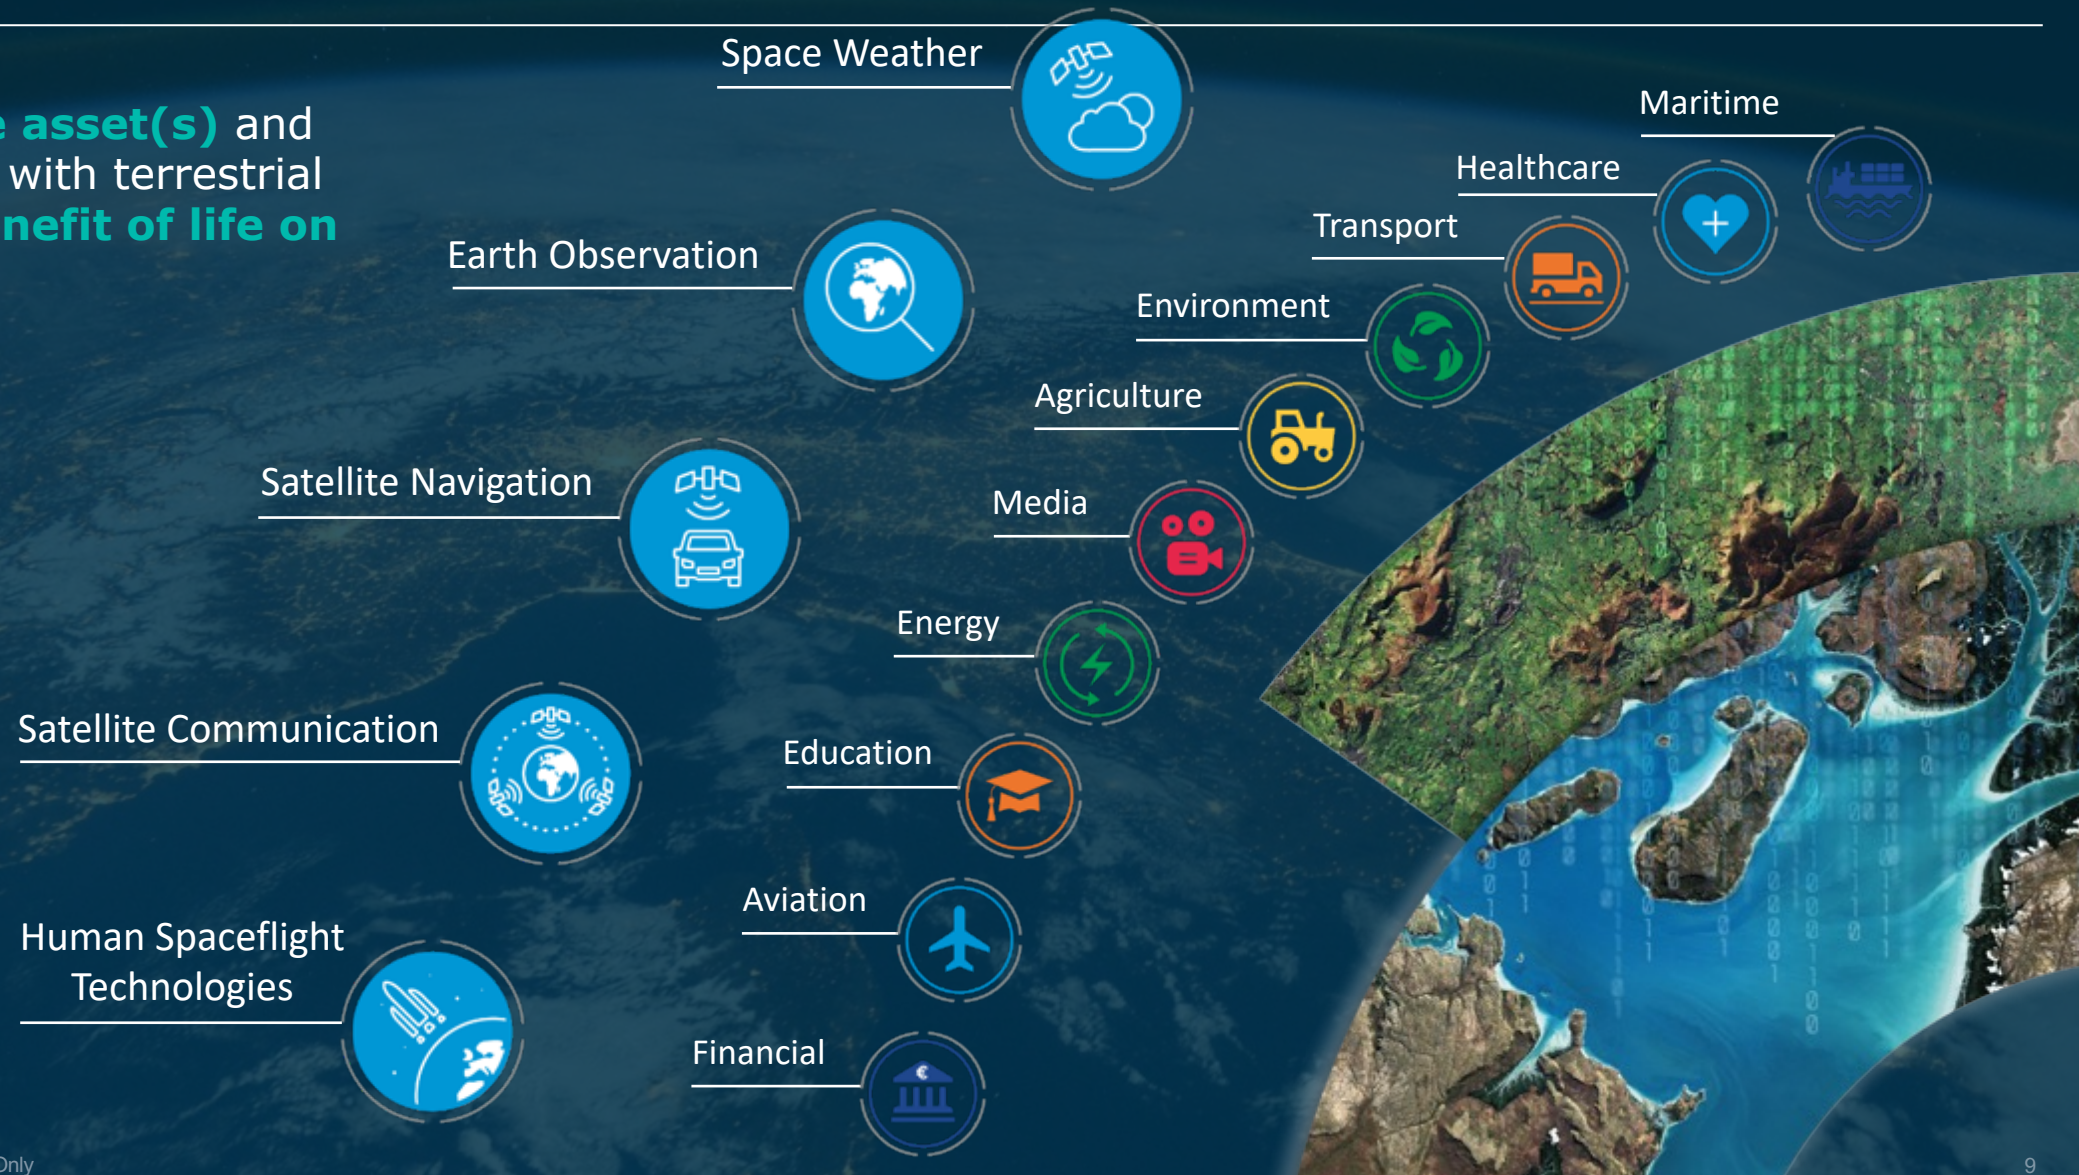 asset(s) and
with terrestrial
of life on
Space Weather
Earth Observation
Satellite Navigation
Satellite Communication
Human Spaceflight
Technologies
Maritime
Healthcare
Transport
Environment
Agriculture
Media
Energy
Education
Aviation
Financial
€
Only
9